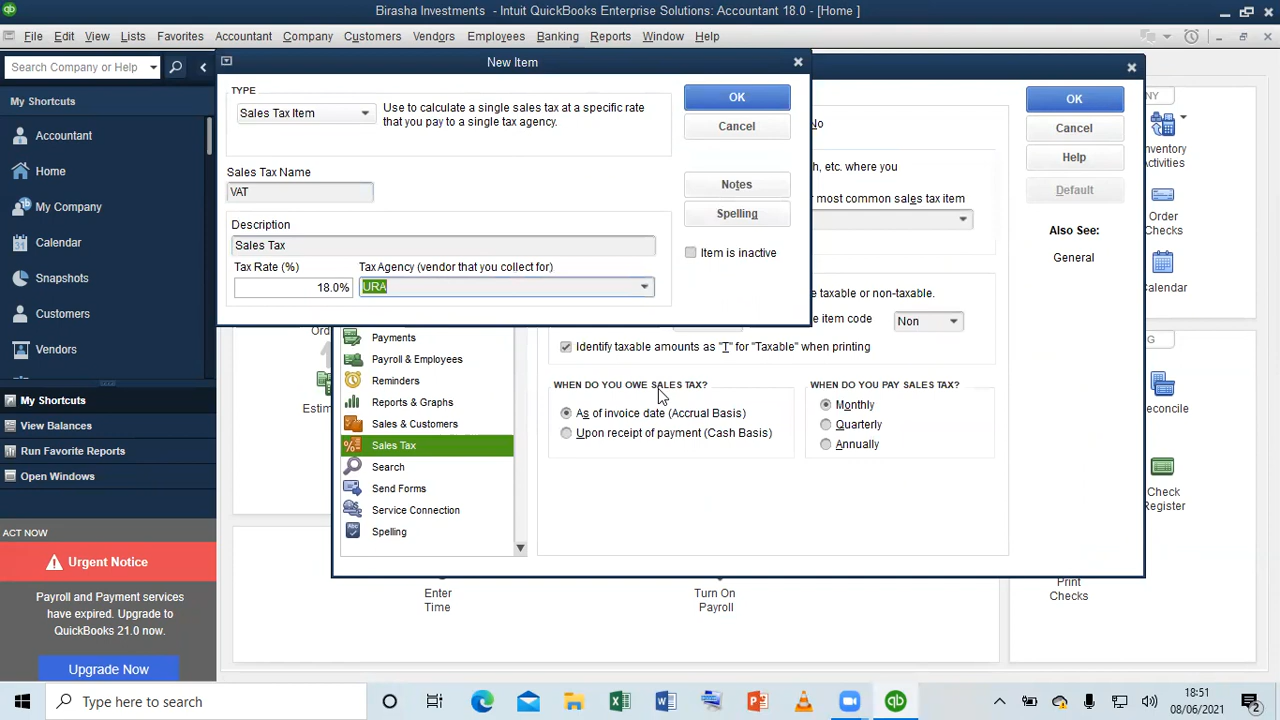 Birasha Investments - Intuit QuickBooks Enterprise Solutions: Accountant 18.0 - [Home ]
File Edit View Lists Favorites Accountant Company Customers Vendors Employees Banking Reports Window Help
Search Company or Help
My Shortcuts
Accountant
Home
My Company
Calendar
Snapshots
Customers
Vendors
My Shortcuts
View Balances
Run Favorite Reports
Open Windows
ACT NOW
Urgent Notice
Payroll and Payment services
have expired. Upgrade to
QuickBooks 21.0 now.
Upgrade Now
New Item
TYPE
Sales Tax Item
Use to calculate a single sales tax at a specific rate
that you pay to a single tax agency.
OK
Cancel
Notes
Spelling
Item is inactive
Sales Tax Name
VAT
Description
Sales Tax
Tax Rate (%)
Tax Agency (vendor that you collect for)
18.0%
URA
No
h, etc. where you
r most common sales tax item
e taxable or non-taxable.
e item code
Non
Identify taxable amounts as "T" for "Taxable" when printing
WHEN DO YOU OWE SALES TAX?
As of invoice date (Accrual Basis)
Upon receipt of payment (Cash Basis)
WHEN DO YOU PAY SALES TAX?
Monthly
Quarterly
Annually
OK
Cancel
Help
Default
Also See:
General
Payments
Payroll & Employees
Reminders
Reports & Graphs
Sales & Customers
Sales Tax
Search
Send Forms
Service Connection
Spelling
Estim
Enter
Time
Turn On
Payroll
NY
Inventory
Activities
Order
Checks
Calendar
G
econcile
Check
Register
Print
Checks
Type here to search
18:51
08/06/2021
2